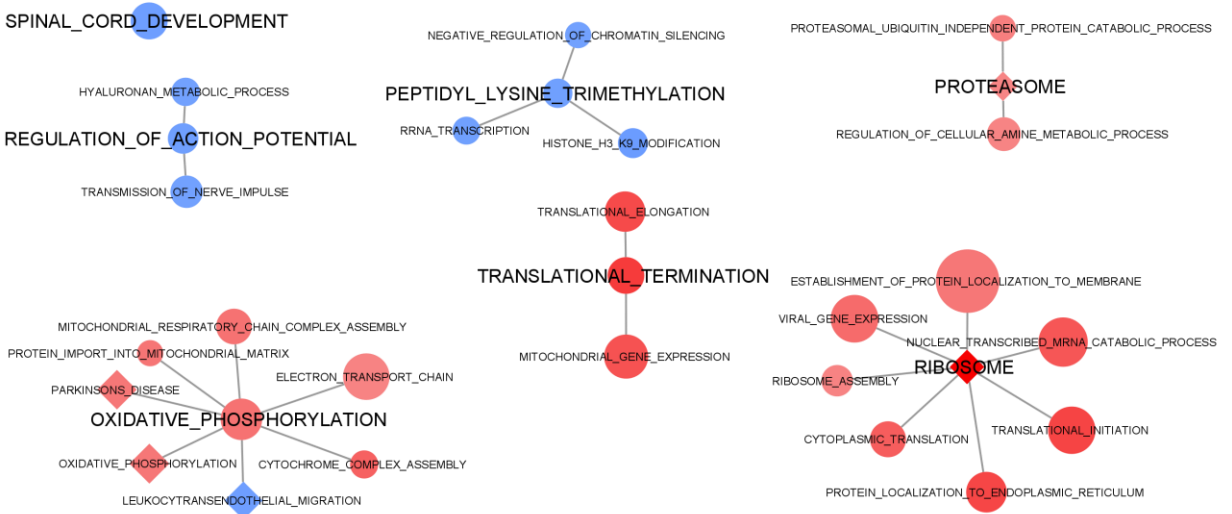 SPINAL_CORD_DEVELOPMENT
HYALURONAN_METABOLIC_PROCESS
REGULATION_OF_ACTION_POTENTIAL
TRANSMISSION_OF_NERVE_IMPULSE
NEGATIVE_REGULATION_OF_CHROMATIN_SILENCING
PEPTIDYL_LYSINE_TRIMETHYLATION
RRNA_TRANSCRIPTION
HISTONE_H3_K9_MODIFICATION
PROTEASOMAL_UBIQUITIN_INDEPENDENT_PROTEIN_CATABOLIC_PROCESS
PROTEASOME
REGULATION_OF_CELLULAR_AMINE_METABOLIC_PROCESS
TRANSLATIONAL_ELONGATION
TRANSLATIONAL_TERMINATION
MITOCHONDRIAL_GENE_EXPRESSION
MITOCHONDRIAL_RESPIRATORY_CHAIN_COMPLEX_ASSEMBLY
PROTEIN_IMPORT_INTO_MITOCHONDRIAL_MATRIX
ELECTRON_TRANSPORT_CHAIN
PARKINSONS_DISEASE
OXIDATIVE_PHOSPHORYLATION
OXIDATIVE_PHOSPHORYLATION
CYTOCHROME_COMPLEX_ASSEMBLY
LEUKOCYTRANSENDOTHELIAL_MIGRATION
ESTABLISHMENT_OF_PROTEIN_LOCALIZATION_TO_MEMBRANE
VIRAL_GENE_EXPRESSION
NUCLEAR_TRANSCRIBED_MRNA_CATABOLIC_PROCESS
RIBOSOME
RIBOSOME_ASSEMBLY
TRANSLATIONAL_INITIATION
CYTOPLASMIC_TRANSLATION
PROTEIN_LOCALIZATION_TO_ENDOPLASMIC_RETICULUM